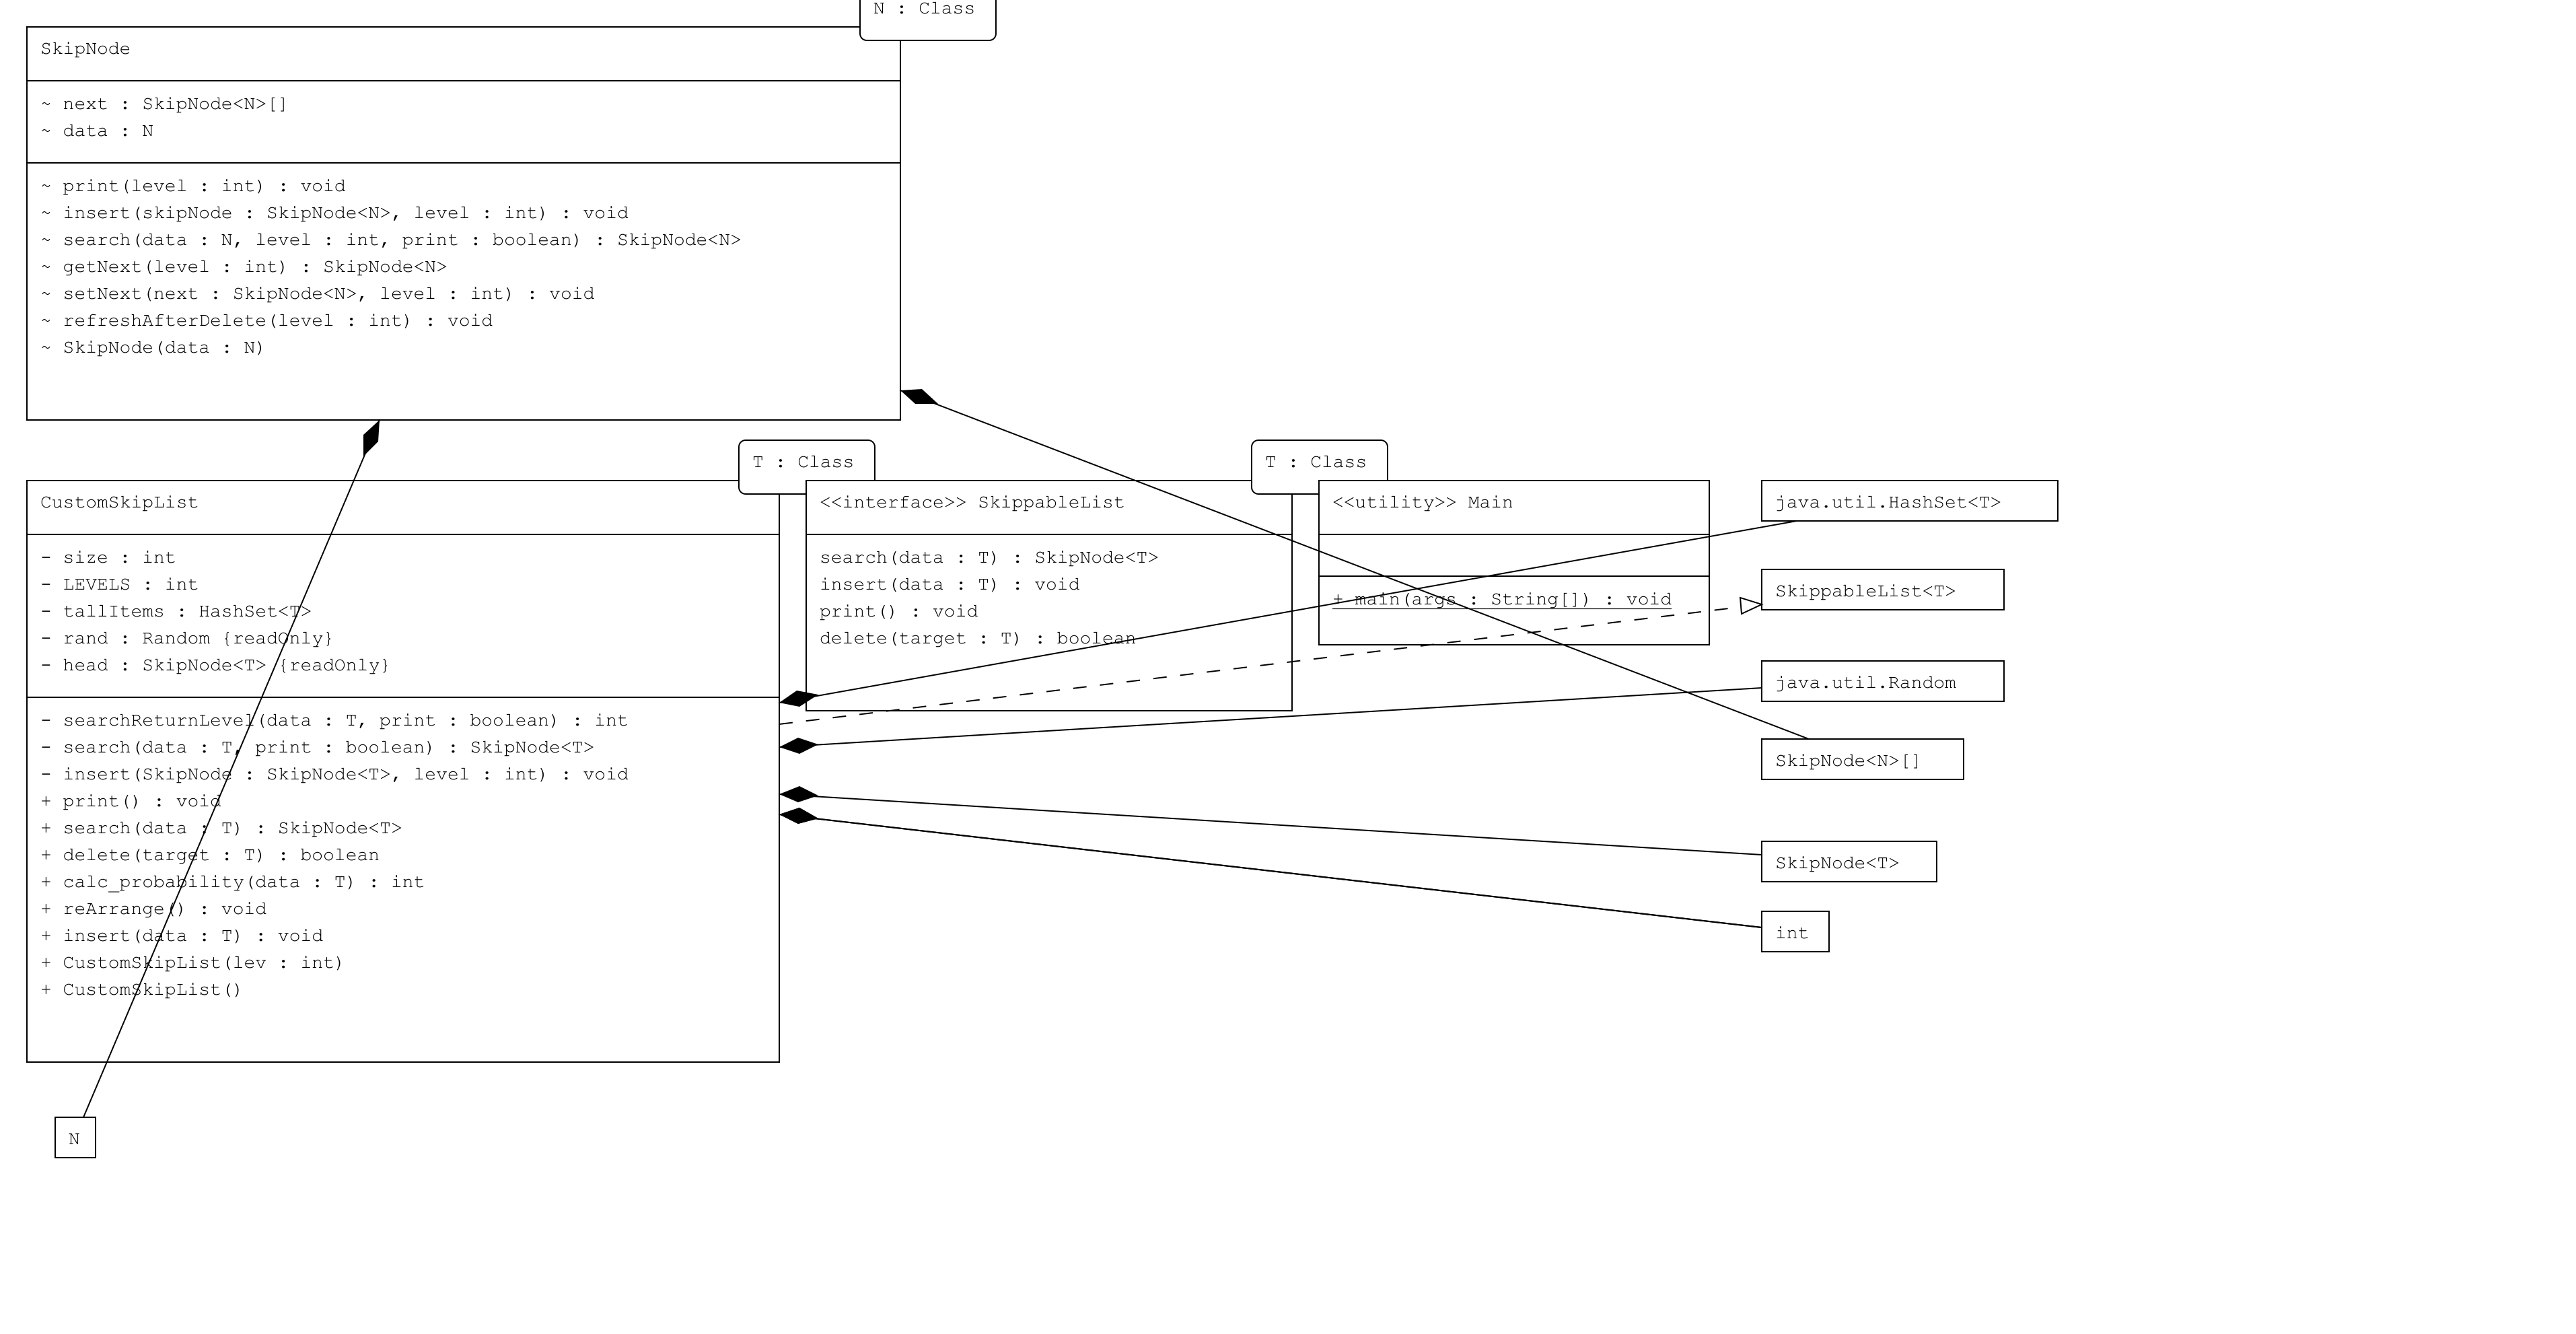 N : Class
SkipNode
~ next : SkipNode<N>[]
~ data : N
~ print(level : int) : void
~ insert(skipNode : SkipNode<N>, level : int) : void
~ search(data : N, level : int, print : boolean) : SkipNode<N>
~ getNext(level : int) : SkipNode<N>
~ setNext(next : SkipNode<N>, level : int) : void
~ refreshAfterDelete(level : int) : void
~ SkipNode(data : N)
T : Class
CustomSkipList
- size : int
- LEVELS : int
- tallItems : HashSet<T>
- rand : Random {readOnly}
- head : SkipNode<T> {readOnly}
- searchReturnLevel(data : T, print : boolean) : int
- search(data : T, print : boolean) : SkipNode<T>
- insert(SkipNode : SkipNode<T>, level : int) : void
+ print() : void
+ search(data : T) : SkipNode<T>
+ delete(target : T) : boolean
+ calc_probability(data : T) : int
+ reArrange() : void
+ insert(data : T) : void
+ CustomSkipList(lev : int)
+ CustomSkipList()
T : Class
<<interface>> SkippableList
search(data : T) : SkipNode<T>
insert(data : T) : void
print() : void
delete(target : T) : boolean
<<utility>> Main
+ main(args : String[]) : void
java.util.HashSet<T>
SkippableList<T>
java.util.Random
SkipNode<N>[]
SkipNode<T>
int
N